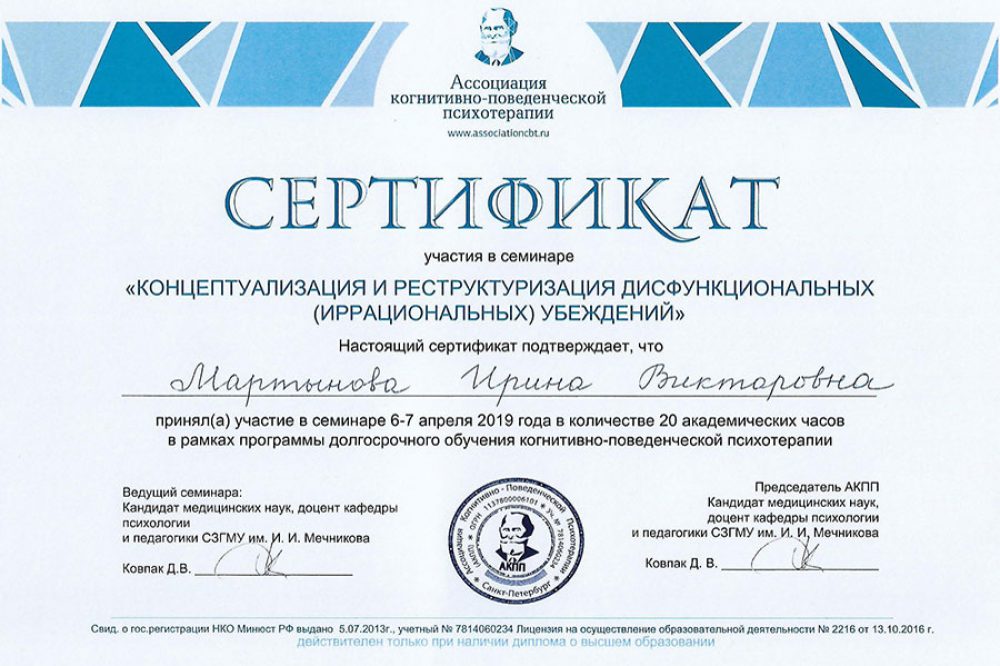 Ассоциация
когнитивно-поведенческой
психотерапии
www.associationcbt.ru
СЕРТИФИКАТ
участия в семинаре
«КОНЦЕПТУАЛИЗАЦИЯ И РЕСТРУКТУРИЗАЦИЯ ДИСФУНКЦИОНАЛЬНЫХ
(ИРРАЦИОНАЛЬНЫХ) УБЕЖДЕНИЙ»
Настоящий сертификат подтверждает, что
Мартынова Ирина Викторовна
принял(а) участие в семинаре 6-7 апреля 2019 года в количестве 20 академических часов
в рамках программы долгосрочного обучения когнитивно-поведенческой психотерапии
Ведущий семинара:
Кандидат медицинских наук, доцент кафедры
психологии
и педагогики СЗГМУ им. И. И. Мечникова
Ковпак Д.В.
Ассоциация Когнитивно - Поведенческой Психотерапии
(АКПП) * ОГРН 1137800006101 * Уч. № 7814060234
АКПП
* Санкт-Петербург *
Председатель АКПП
Кандидат медицинских наук,
доцент кафедры психологии
и педагогики СЗГМУ им. И. И. Мечникова
Ковпак Д. В.
Свид. о гос.регистрации НКО Минюст РФ выдано 5.07.2013г., учетный № 7814060234 Лицензия на осуществление образовательной деятельности № 2216 от 13.10.2016 г.
действителен только при наличии диплома о высшем образовании